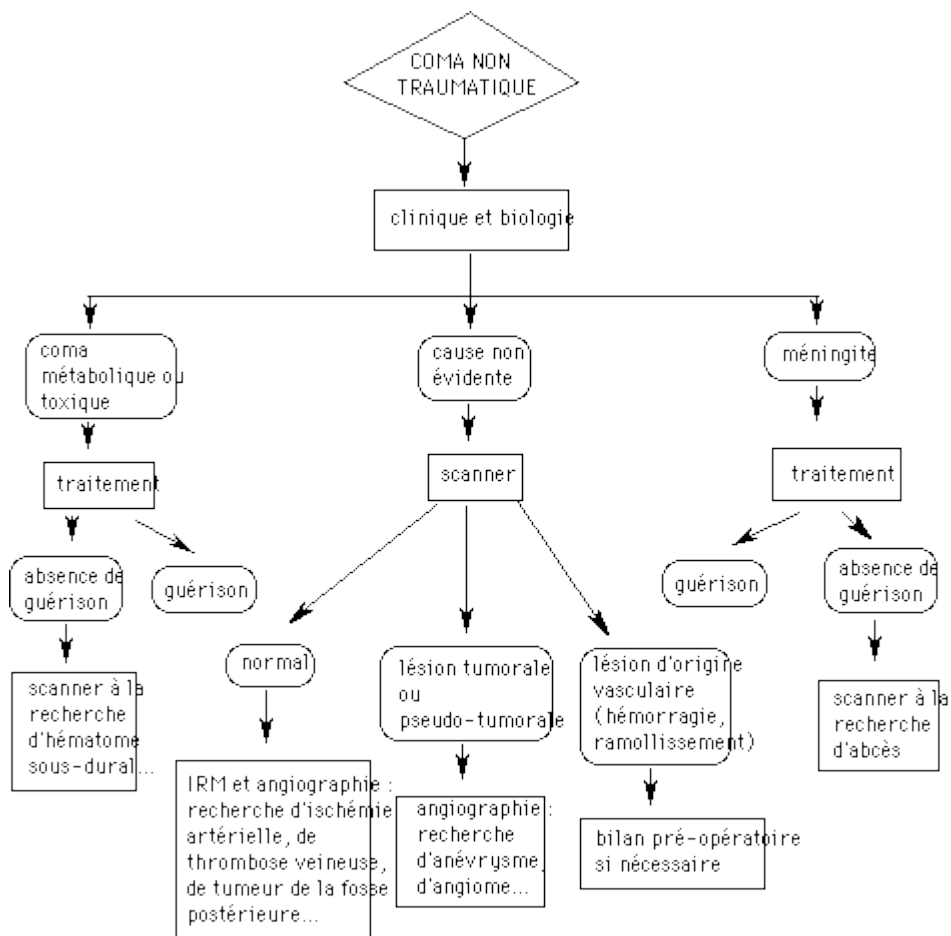 COMA NON
TRAUMATIQUE
clinique et biologie
coma
métabolique ou
toxique
cause non
évidente
méningite
traitement
scanner
traitement
absence de
guérison
guérison
guérison
absence de
guérison
normal
lésion tumorale
ou
pseudo-tumorale
lésion d'origine
vasculaire
(hémorragie,
ramollissement)
scanner à la
recherche
d'hématome
sous-dural...
scanner à la
recherche
d'abcès
IRM et angiographie :
recherche d'ischémie
artérielle, de
thrombose veineuse,
de tumeur de la fosse
postérieure...
angiographie :
recherche
d'anévrysme,
d'angiome...
bilan pré-opératoire
si nécessaire